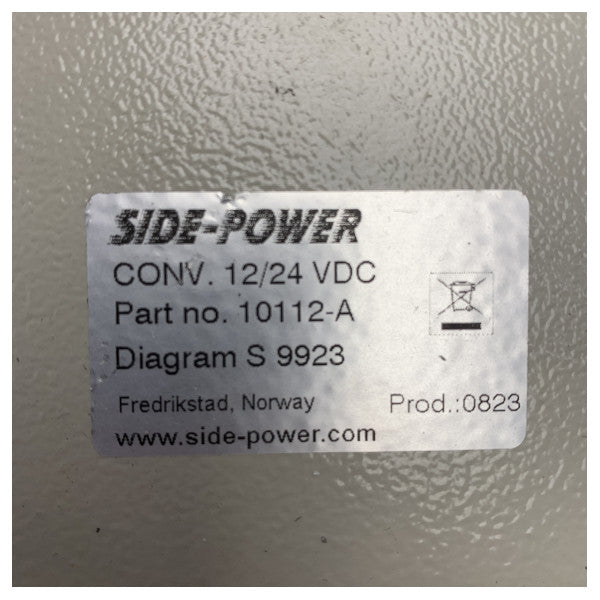 SIDE-POWER
CONV. 12/24 VDC
Part no. 10112-A
Diagram S 9923
Fredrikstad, Norway Prod.:0823
www.side-power.com